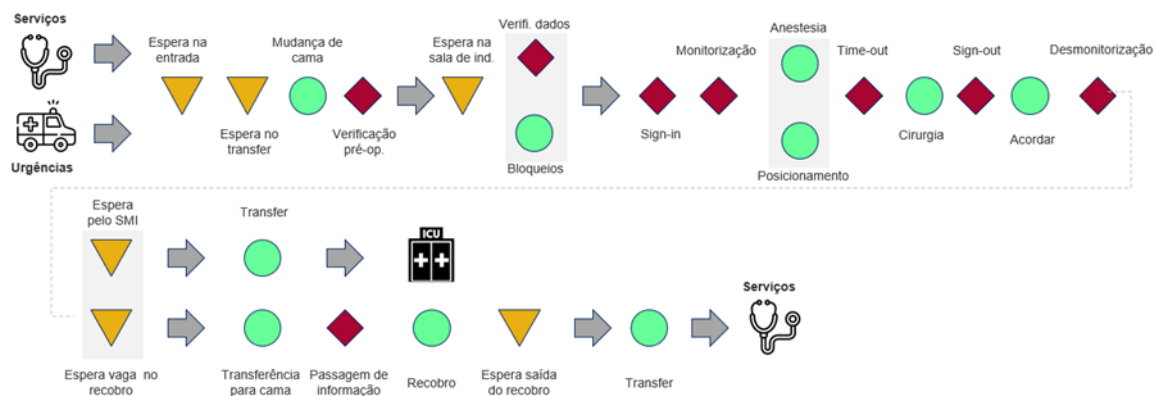 Serviços
Urgências
Espera na
entrada
Espera no
transfer
Mudança de
cama
Verificação
pré-op.
Espera na
sala de ind.
Verifi. dados
Bloqueios
Sign-in
Monitorização
Anestesia
Posicionamento
Time-out
Cirurgia
Sign-out
Acordar
Desmonitorização
Espera
pelo SMI
Transfer
ICU
Espera vaga no
recobro
Transferência
para cama
Passagem de
informação
Recobro
Espera saída
do recobro
Transfer
Serviços